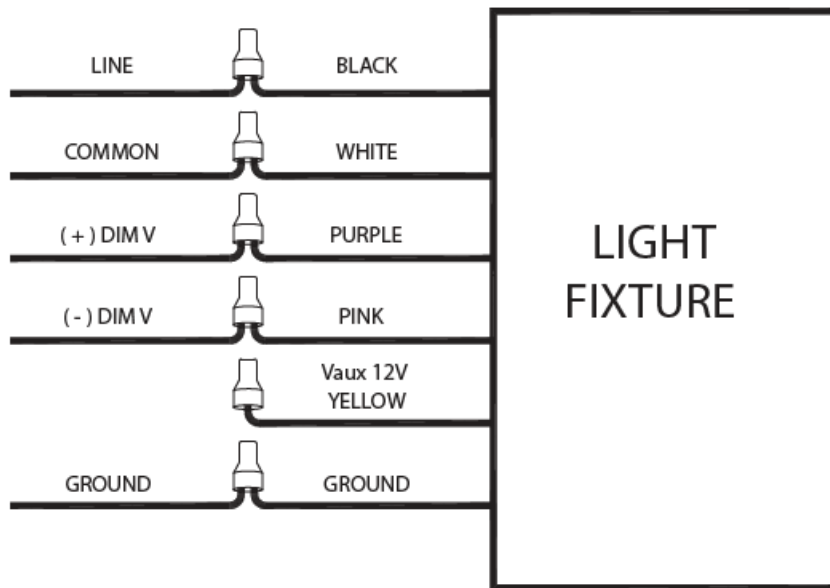 LINE BLACK
COMMON WHITE
( + ) DIM V PURPLE
( - ) DIM V PINK
Vaux 12V
YELLOW
GROUND GROUND
LIGHT
FIXTURE